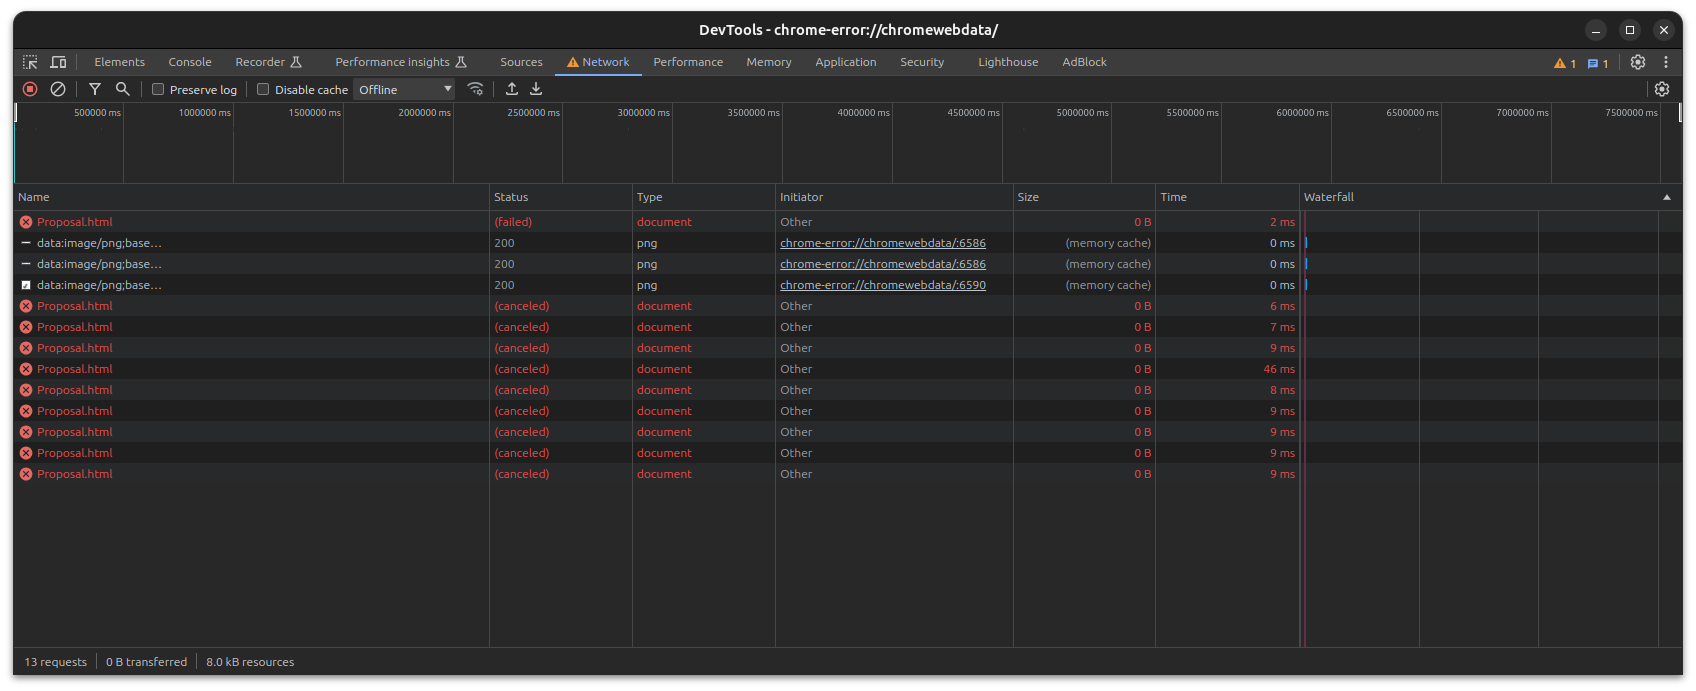 DevTools - chrome-error://chromewebdata/
Elements Console Recorder Performance insights Sources Network Performance Memory Application Security Lighthouse AdBlock 1 1
Preserve log Disable cache Offline
500000 ms 1000000 ms 1500000 ms 2000000 ms 2500000 ms 3000000 ms 3500000 ms 4000000 ms 4500000 ms 5000000 ms 5500000 ms 6000000 ms 6500000 ms 7000000 ms 7500000 ms
Name Status Type Initiator Size Time Waterfall
Proposal.html (failed) document Other 0 B 2 ms
data:image/png;base… 200 png chrome-error://chromewebdata/:6586 (memory cache) 0 ms
data:image/png;base… 200 png chrome-error://chromewebdata/:6586 (memory cache) 0 ms
data:image/png;base… 200 png chrome-error://chromewebdata/:6590 (memory cache) 0 ms
Proposal.html (canceled) document Other 0 B 6 ms
Proposal.html (canceled) document Other 0 B 7 ms
Proposal.html (canceled) document Other 0 B 9 ms
Proposal.html (canceled) document Other 0 B 46 ms
Proposal.html (canceled) document Other 0 B 8 ms
Proposal.html (canceled) document Other 0 B 9 ms
Proposal.html (canceled) document Other 0 B 9 ms
Proposal.html (canceled) document Other 0 B 9 ms
Proposal.html (canceled) document Other 0 B 9 ms
13 requests 0 B transferred 8.0 kB resources